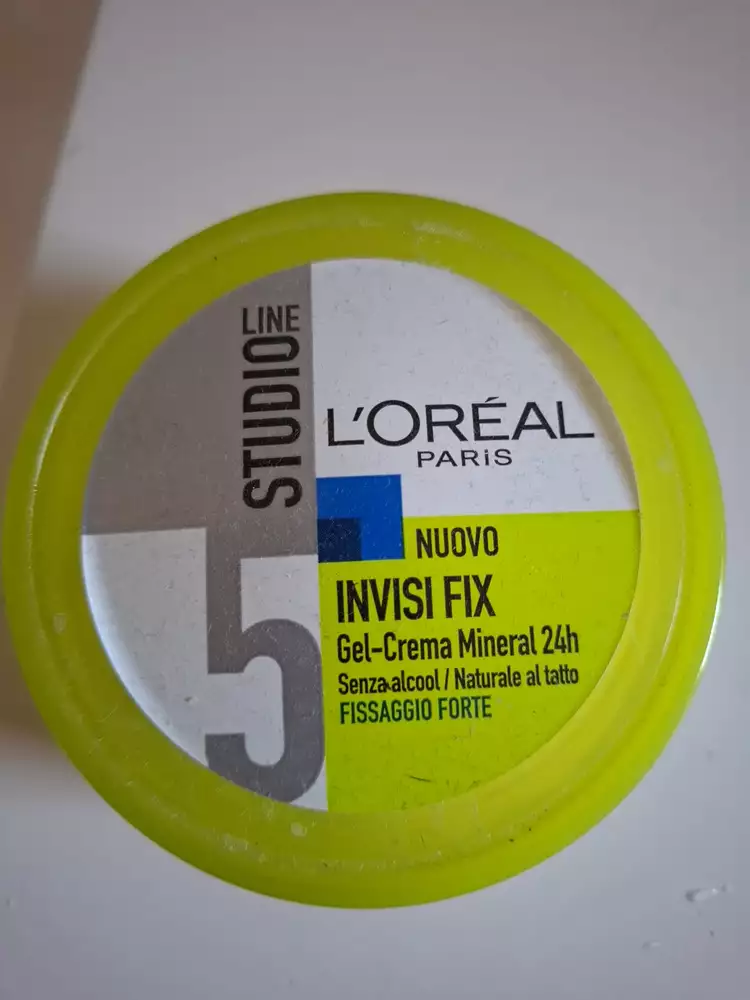 STUDIO LINE
L'ORÉAL
PARiS
5
NUOVO
INVISI FIX
Gel-Crema Mineral 24h
Senza alcool / Naturale al tatto
FISSAGGIO FORTE